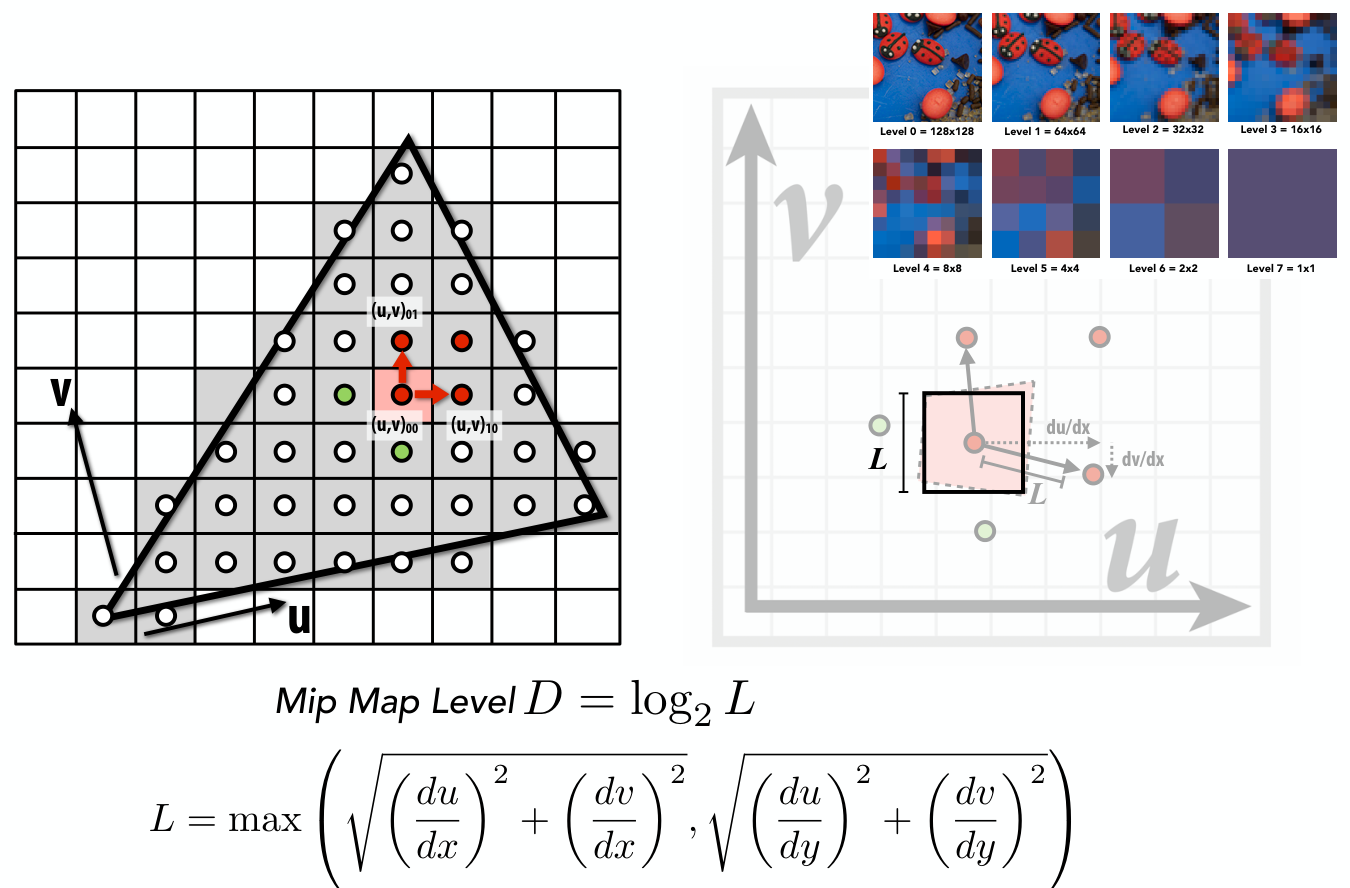 Level 0 = 128x128
Level 1 = 64x64
Level 2 = 32x32
Level 3 = 16x16
Level 4 = 8x8
Level 5 = 4x4
Level 6 = 2x2
Level 7 = 1x1
(u,v)₀₁
(u,v)₀₀
(u,v)₁₀
v
u
v
du/dx
dv/dx
L
L
u
Mip Map Level D = log₂ L
L = max ( √( (du/dx)² + (dv/dx)² ), √( (du/dy)² + (dv/dy)² ) )